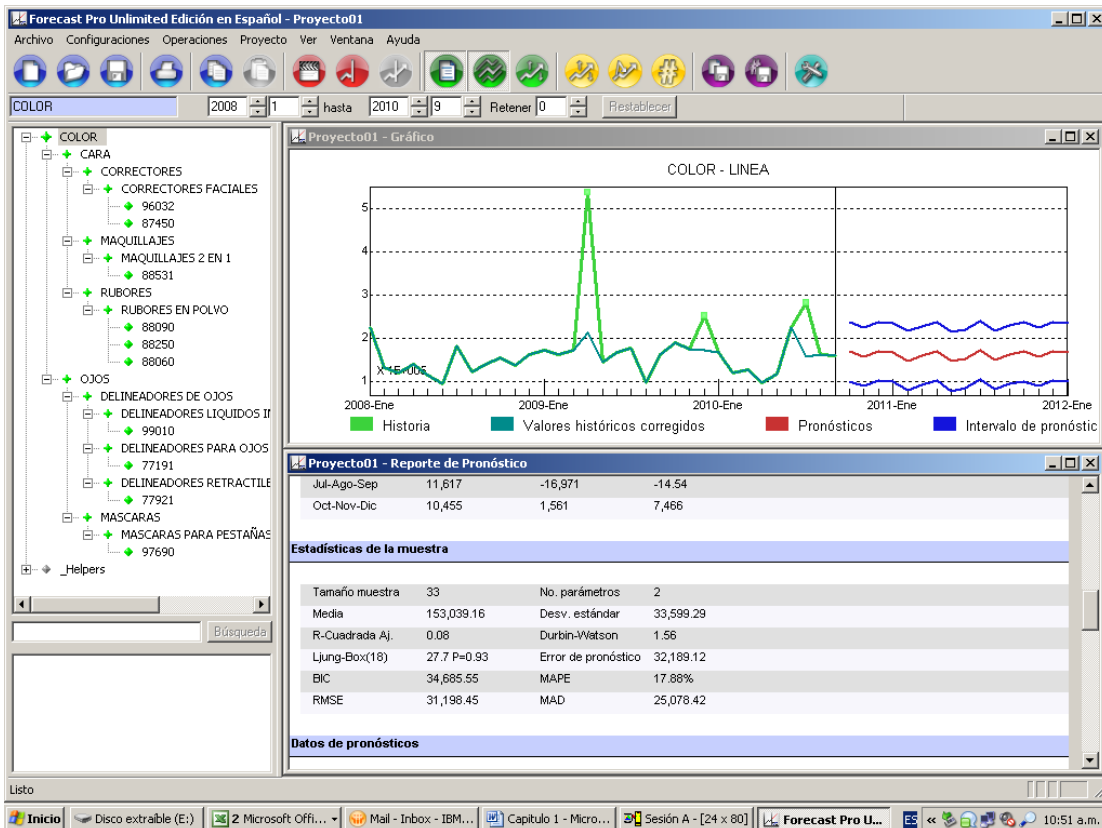 Forecast Pro Unlimited Edición en Español - Proyecto01
Archivo Configuraciones Operaciones Proyecto Ver Ventana Ayuda
COLOR 2008 1 hasta 2010 9 Retener 0 Restablecer
COLOR
CARA
CORRECTORES
CORRECTORES FACIALES
96032
87450
MAQUILLAJES
MAQUILLAJES 2 EN 1
88531
RUBORES
RUBORES EN POLVO
88090
88250
88060
OJOS
DELINEADORES DE OJOS
DELINEADORES LIQUIDOS
99010
DELINEADORES PARA OJOS
77191
DELINEADORES RETRACTILE
77921
MASCARAS
MASCARAS PARA PESTAÑAS
97690
_Helpers
Búsqueda
Proyecto01 - Gráfico
COLOR - LINEA
5
4
3
2
1
X 1E+005
2008-Ene 2009-Ene 2010-Ene 2011-Ene 2012-Ene
Historia Valores históricos corregidos Pronósticos Intervalo de pronóstic
Proyecto01 - Reporte de Pronóstico
Jul-Ago-Sep 11,617 -16,971 -14.54
Oct-Nov-Dic 10,455 1,561 7,466
Estadísticas de la muestra
Tamaño muestra 33 No. parámetros 2
Media 153,039.16 Desv. estándar 33,599.29
R-Cuadrada Aj. 0.08 Durbin-Watson 1.56
Ljung-Box(18) 27.7 P=0.93 Error de pronóstico 32,189.12
BIC 34,685.55 MAPE 17.88%
RMSE 31,198.45 MAD 25,078.42
Datos de pronósticos
Listo
Inicio Disco extraíble (E:) 2 Microsoft Offi... Mail - Inbox - IBM... Capitulo 1 - Micro... Sesión A - [24 x 80] Forecast Pro U... ES « 10:51 a.m.